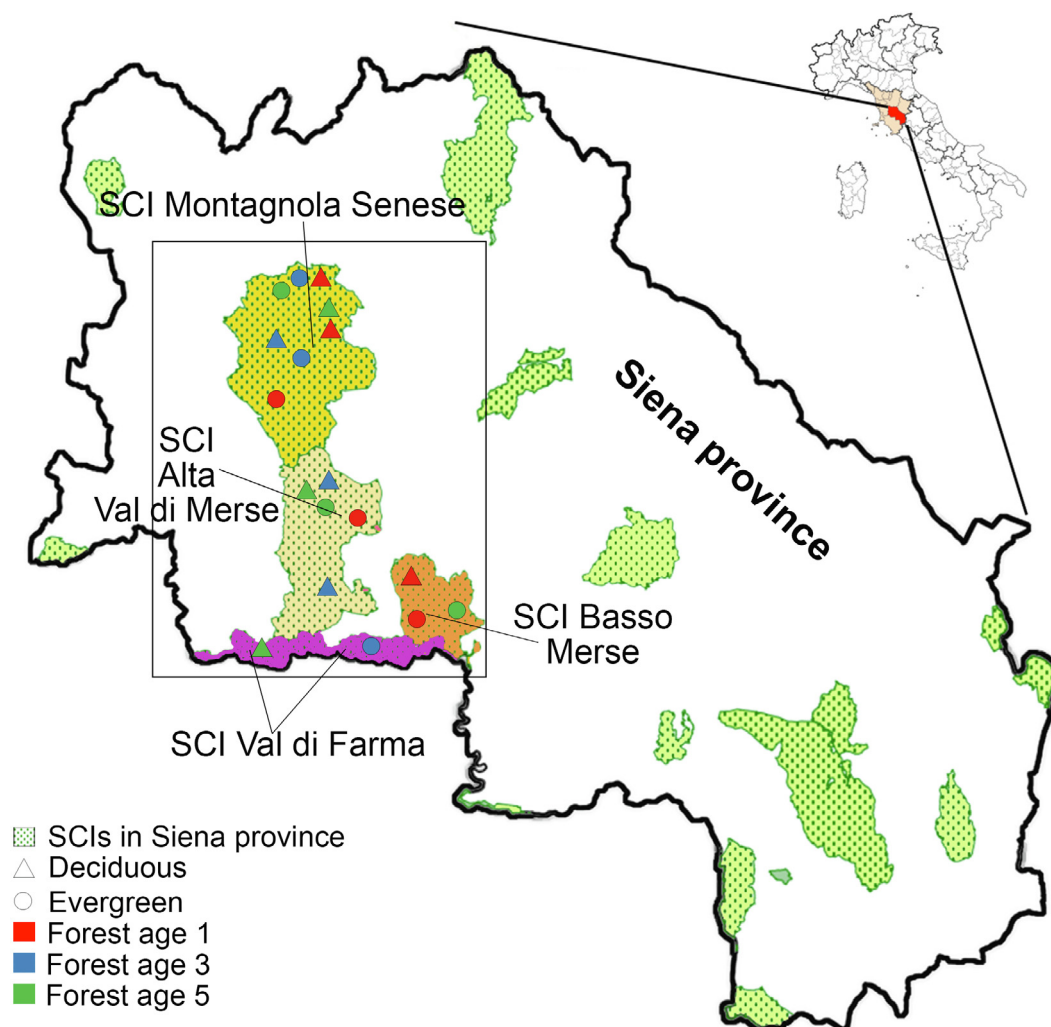 SCI Montagnola Senese
SCI
Alta
Val di Merse
Siena province
SCI Basso
Merse
SCI Val di Farma
SCIs in Siena province
Deciduous
Evergreen
Forest age 1
Forest age 3
Forest age 5